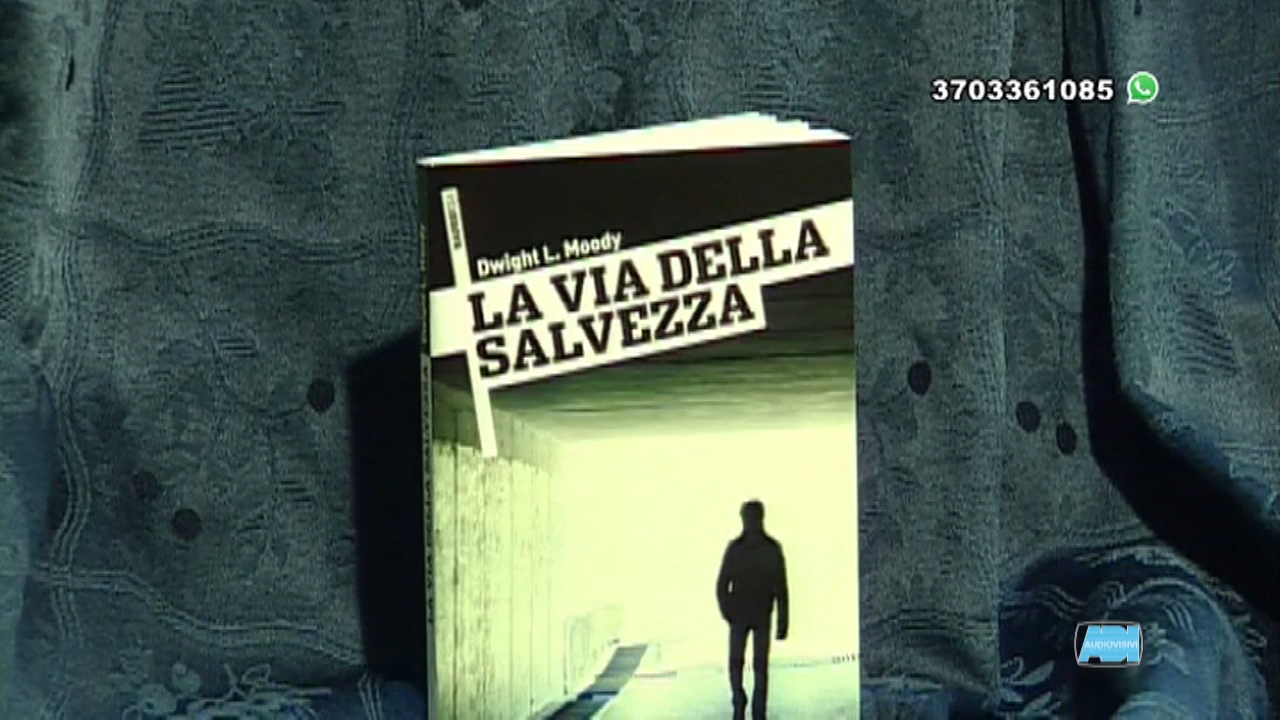 3703361085
Dwight L. Moody
LA VIA DELLA
SALVEZZA
AUDIOVISIVI